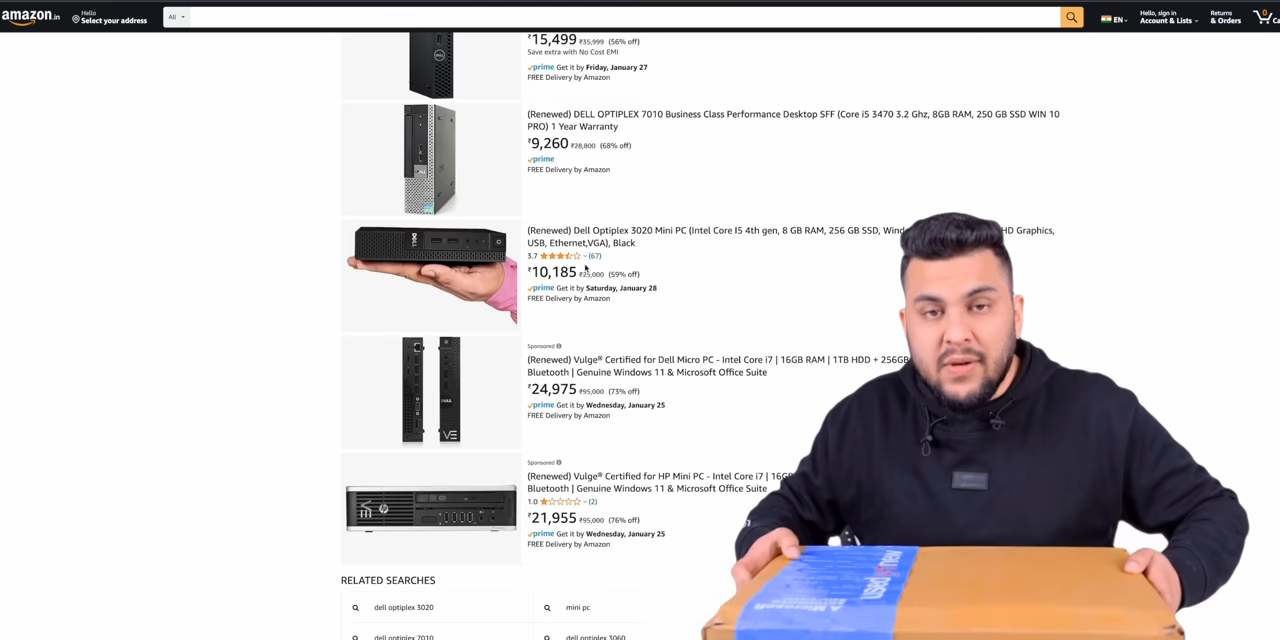 amazon.in
Hello
Select your address
All
EN
Hello, sign in
Account & Lists
Returns
& Orders
0
₹15,499 ₹35,999 (56% off)
Save extra with No Cost EMI
prime Get it by Friday, January 27
FREE Delivery by Amazon
DELL
(Renewed) DELL OPTIPLEX 7010 Business Class Performance Desktop SFF (Core i5 3470 3.2 Ghz, 8GB RAM, 250 GB SSD WIN 10
PRO) 1 Year Warranty
₹9,260 ₹28,800 (68% off)
prime
FREE Delivery by Amazon
(Renewed) Dell Optiplex 3020 Mini PC (Intel Core I5 4th gen, 8 GB RAM, 256 GB SSD, HD Graphics,
USB, Ethernet,VGA), Black
DELL
3.7 (67)
₹10,185 ₹25,000 (59% off)
prime Get it by Saturday, January 28
FREE Delivery by Amazon
Sponsored
(Renewed) Vulge® Certified for Dell Micro PC - Intel Core i7 | 16GB RAM | 1TB HDD + 256GB
Bluetooth | Genuine Windows 11 & Microsoft Office Suite
₹24,975 ₹95,000 (73% off)
prime Get it by Wednesday, January 25
FREE Delivery by Amazon
DELL
VE
Sponsored
(Renewed) Vulge® Certified for HP Mini PC - Intel Core i7 |
Bluetooth | Genuine Windows 11 & Microsoft Office Suite
1.0 (2)
hp
₹21,955 ₹95,000 (76% off)
prime Get it by Wednesday, January 25
FREE Delivery by Amazon
A Microsoft
RELATED SEARCHES
dell optiplex 3020
mini pc
dell optiplex 7010
dell optiplex 3060